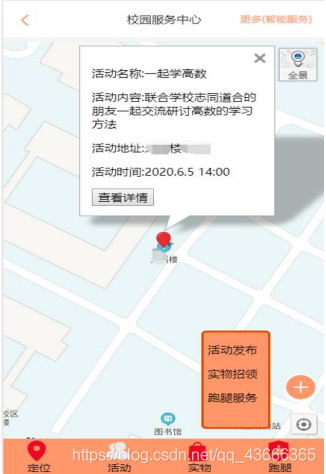 校园服务中心
更多(智能服务)
全景
活动名称:一起学高数
活动内容:联合学校志同道合的
朋友一起交流研讨高数的学习
方法
活动地址: 楼
活动时间:2020.6.5 14:00
查看详情
楼
活动发布
实物招领
跑腿服务
校区
图书馆
站
定位
活动
实物
跑腿
https://blog.csdn.net/qq_43666365